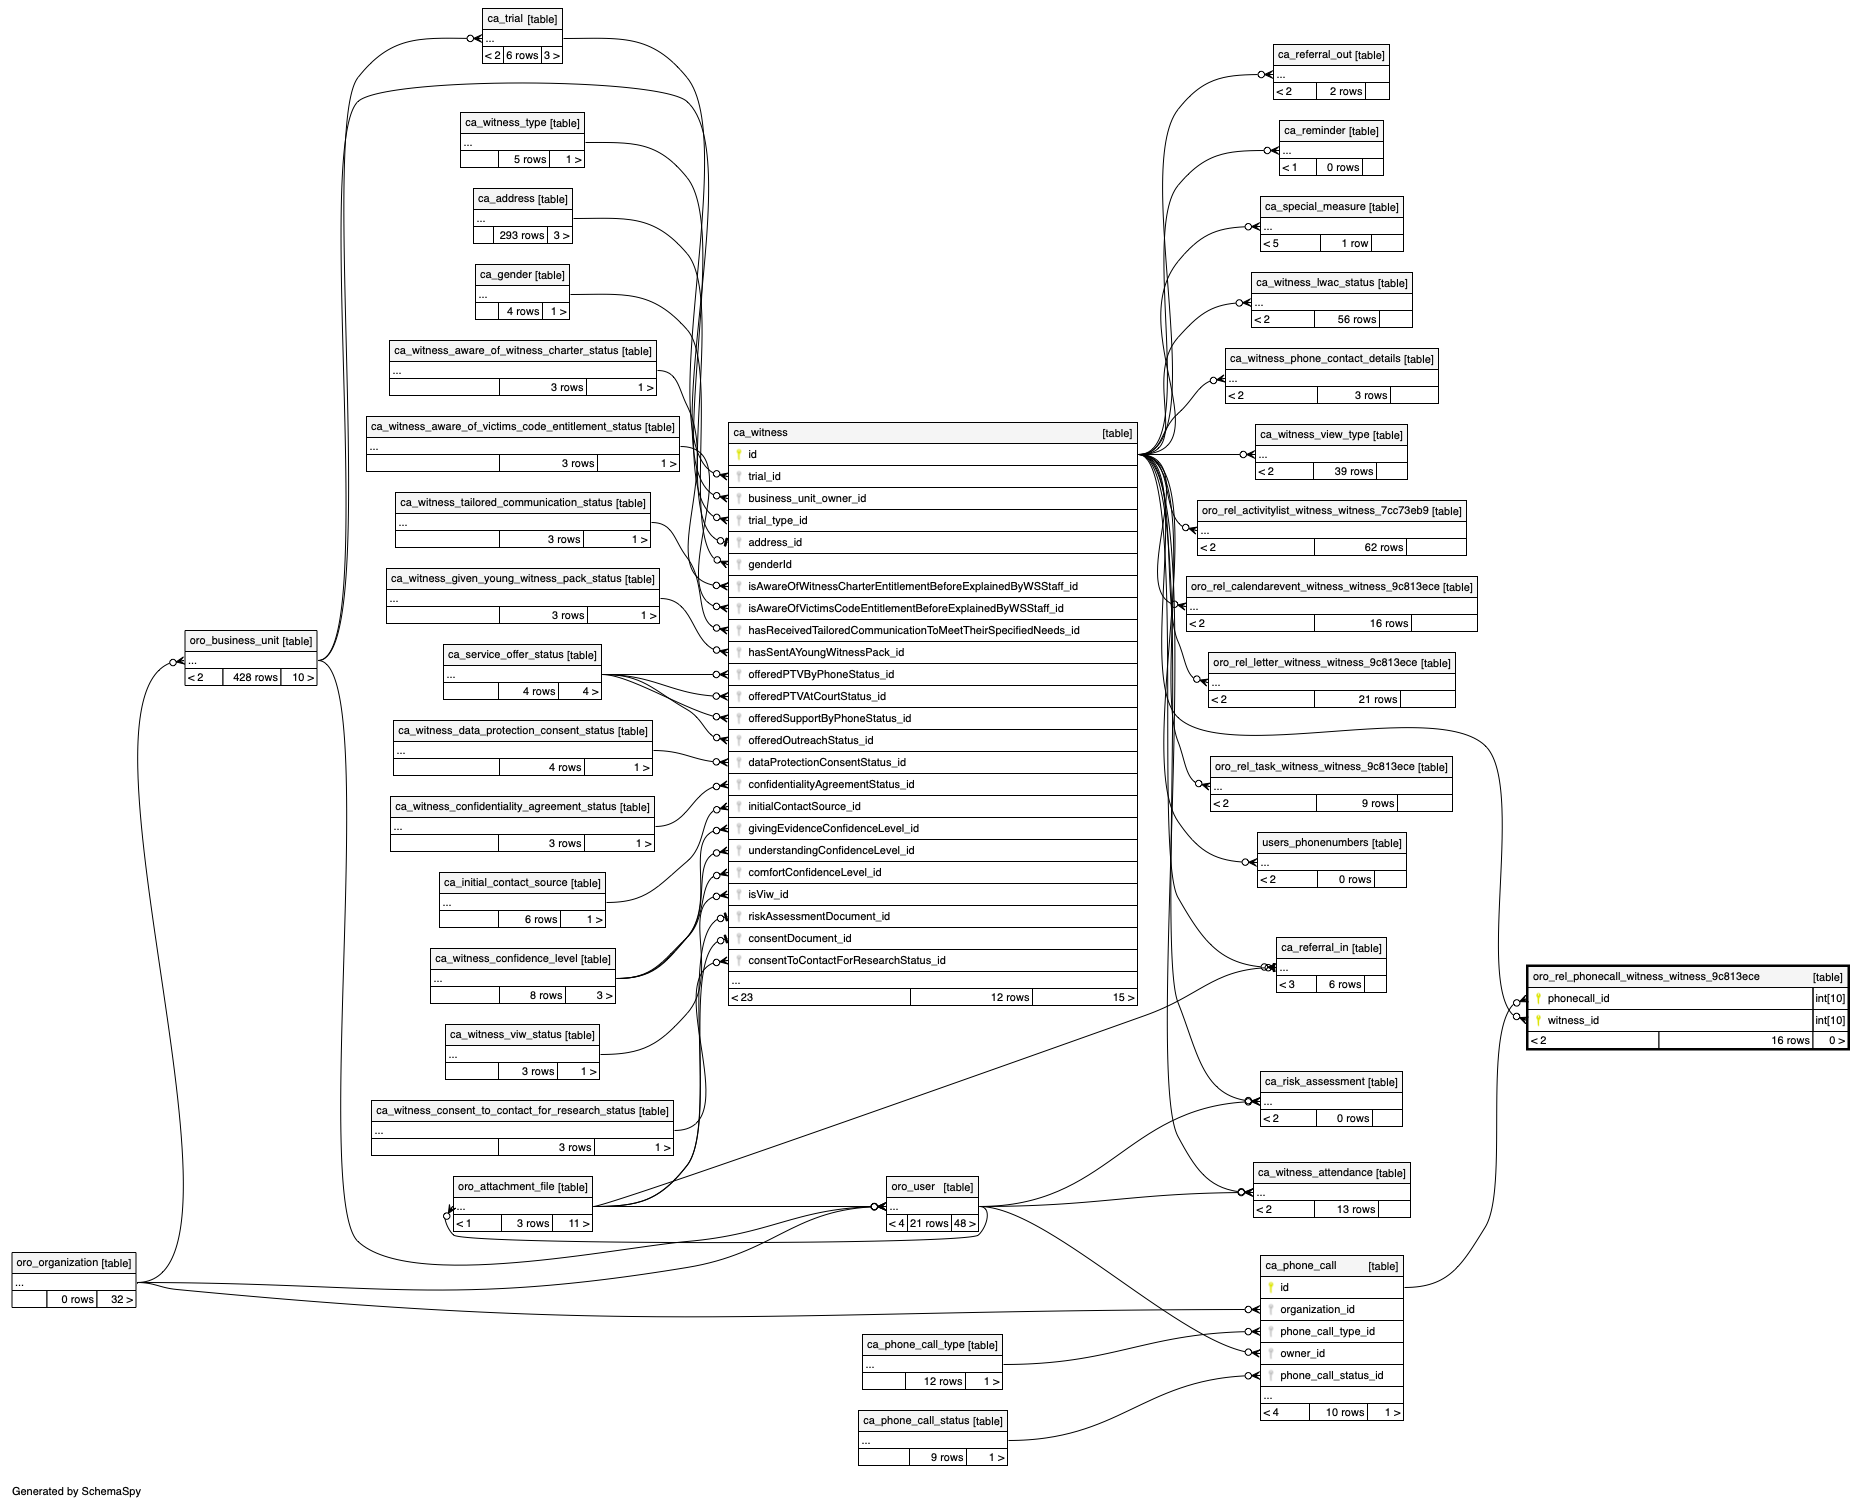 ca_trial [table]
...
< 2 6 rows 3 >
ca_witness_type [table]
...
5 rows 1 >
ca_address [table]
...
293 rows 3 >
ca_gender [table]
...
4 rows 1 >
ca_witness_aware_of_witness_charter_status [table]
...
3 rows 1 >
ca_witness_aware_of_victims_code_entitlement_status [table]
...
3 rows 1 >
ca_witness_tailored_communication_status [table]
...
3 rows 1 >
ca_witness_given_young_witness_pack_status [table]
...
3 rows 1 >
oro_business_unit [table]
...
< 2 428 rows 10 >
ca_service_offer_status [table]
...
4 rows 4 >
ca_witness_data_protection_consent_status [table]
...
4 rows 1 >
ca_witness_confidentiality_agreement_status [table]
...
3 rows 1 >
ca_initial_contact_source [table]
...
6 rows 1 >
ca_witness_confidence_level [table]
...
8 rows 3 >
ca_witness_viw_status [table]
...
3 rows 1 >
ca_witness_consent_to_contact_for_research_status [table]
...
3 rows 1 >
oro_attachment_file [table]
...
< 1 3 rows 11 >
oro_organization [table]
...
0 rows 32 >
ca_witness [table]
id
trial_id
business_unit_owner_id
trial_type_id
address_id
genderId
isAwareOfWitnessCharterEntitlementBeforeExplainedByWSStaff_id
isAwareOfVictimsCodeEntitlementBeforeExplainedByWSStaff_id
hasReceivedTailoredCommunicationToMeetTheirSpecifiedNeeds_id
hasSentAYoungWitnessPack_id
offeredPTVByPhoneStatus_id
offeredPTVAtCourtStatus_id
offeredSupportByPhoneStatus_id
offeredOutreachStatus_id
dataProtectionConsentStatus_id
confidentialityAgreementStatus_id
initialContactSource_id
givingEvidenceConfidenceLevel_id
understandingConfidenceLevel_id
comfortConfidenceLevel_id
isViw_id
riskAssessmentDocument_id
consentDocument_id
consentToContactForResearchStatus_id
...
< 23 12 rows 15 >
oro_user [table]
...
< 4 21 rows 48 >
ca_phone_call_type [table]
...
12 rows 1 >
ca_phone_call_status [table]
...
9 rows 1 >
ca_referral_out [table]
...
< 2 2 rows
ca_reminder [table]
...
< 1 0 rows
ca_special_measure [table]
...
< 5 1 row
ca_witness_lwac_status [table]
...
< 2 56 rows
ca_witness_phone_contact_details [table]
...
< 2 3 rows
ca_witness_view_type [table]
...
< 2 39 rows
oro_rel_activitylist_witness_witness_7cc73eb9 [table]
...
< 2 62 rows
oro_rel_calendarevent_witness_witness_9c813ece [table]
...
< 2 16 rows
oro_rel_letter_witness_witness_9c813ece [table]
...
< 2 21 rows
oro_rel_task_witness_witness_9c813ece [table]
...
< 2 9 rows
users_phonenumbers [table]
...
< 2 0 rows
ca_referral_in [table]
...
< 3 6 rows
ca_risk_assessment [table]
...
< 2 0 rows
ca_witness_attendance [table]
...
< 2 13 rows
ca_phone_call [table]
id
organization_id
phone_call_type_id
owner_id
phone_call_status_id
...
< 4 10 rows 1 >
oro_rel_phonecall_witness_witness_9c813ece [table]
phonecall_id int[10]
witness_id int[10]
< 2 16 rows 0 >
Generated by SchemaSpy